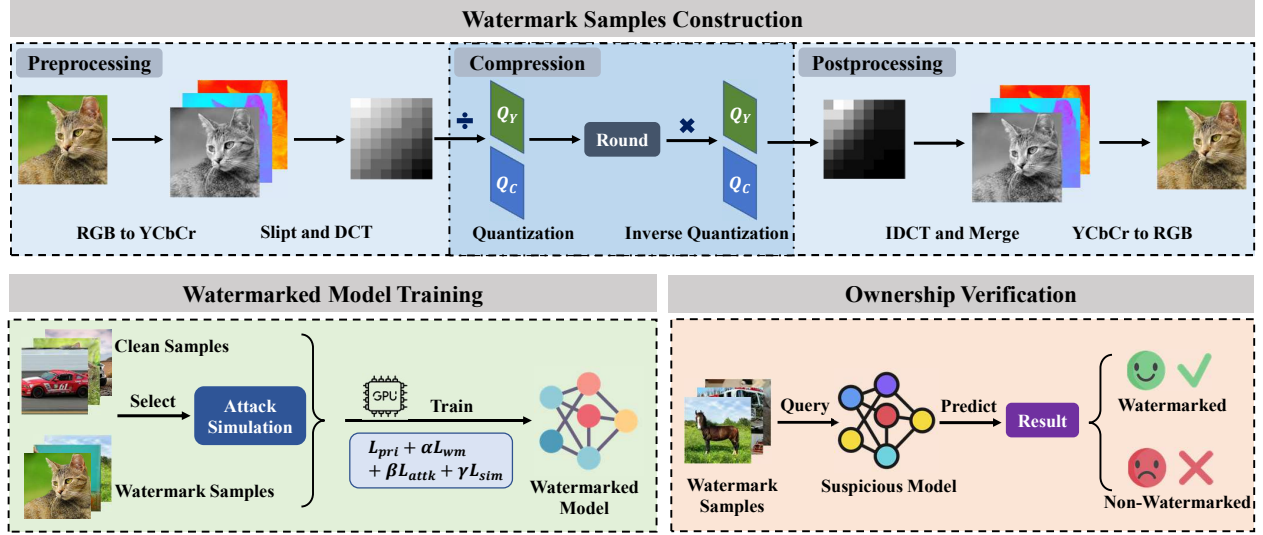 Watermark Samples Construction
Preprocessing
Compression
Postprocessing
÷
Q_Y
Q_C
Round
×
Q_Y
Q_C
RGB to YCbCr
Slipt and DCT
Quantization
Inverse Quantization
IDCT and Merge
YCbCr to RGB
Watermarked Model Training
Clean Samples
Select
Attack
Simulation
Watermark Samples
GPU
Train
L_pri + αL_wm
+ βL_attk + γL_sim
Watermarked
Model
Ownership Verification
Watermark
Samples
Query
Suspicious Model
Predict
Result
Watermarked
Non-Watermarked